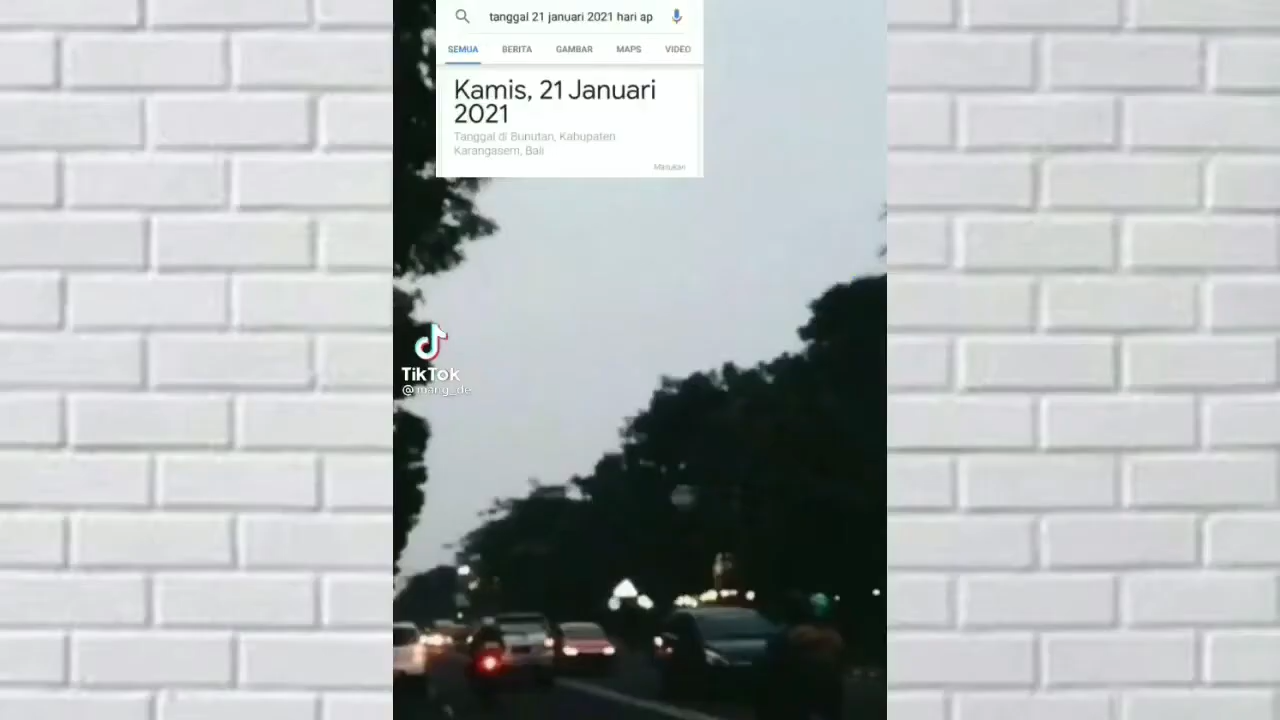 tanggal 21 januari 2021 hari ap
SEMUA BERITA GAMBAR MAPS VIDEO
Kamis, 21 Januari
2021
Tanggal di Bunutan, Kabupaten
Karangasem, Bali
Masukan
TikTok